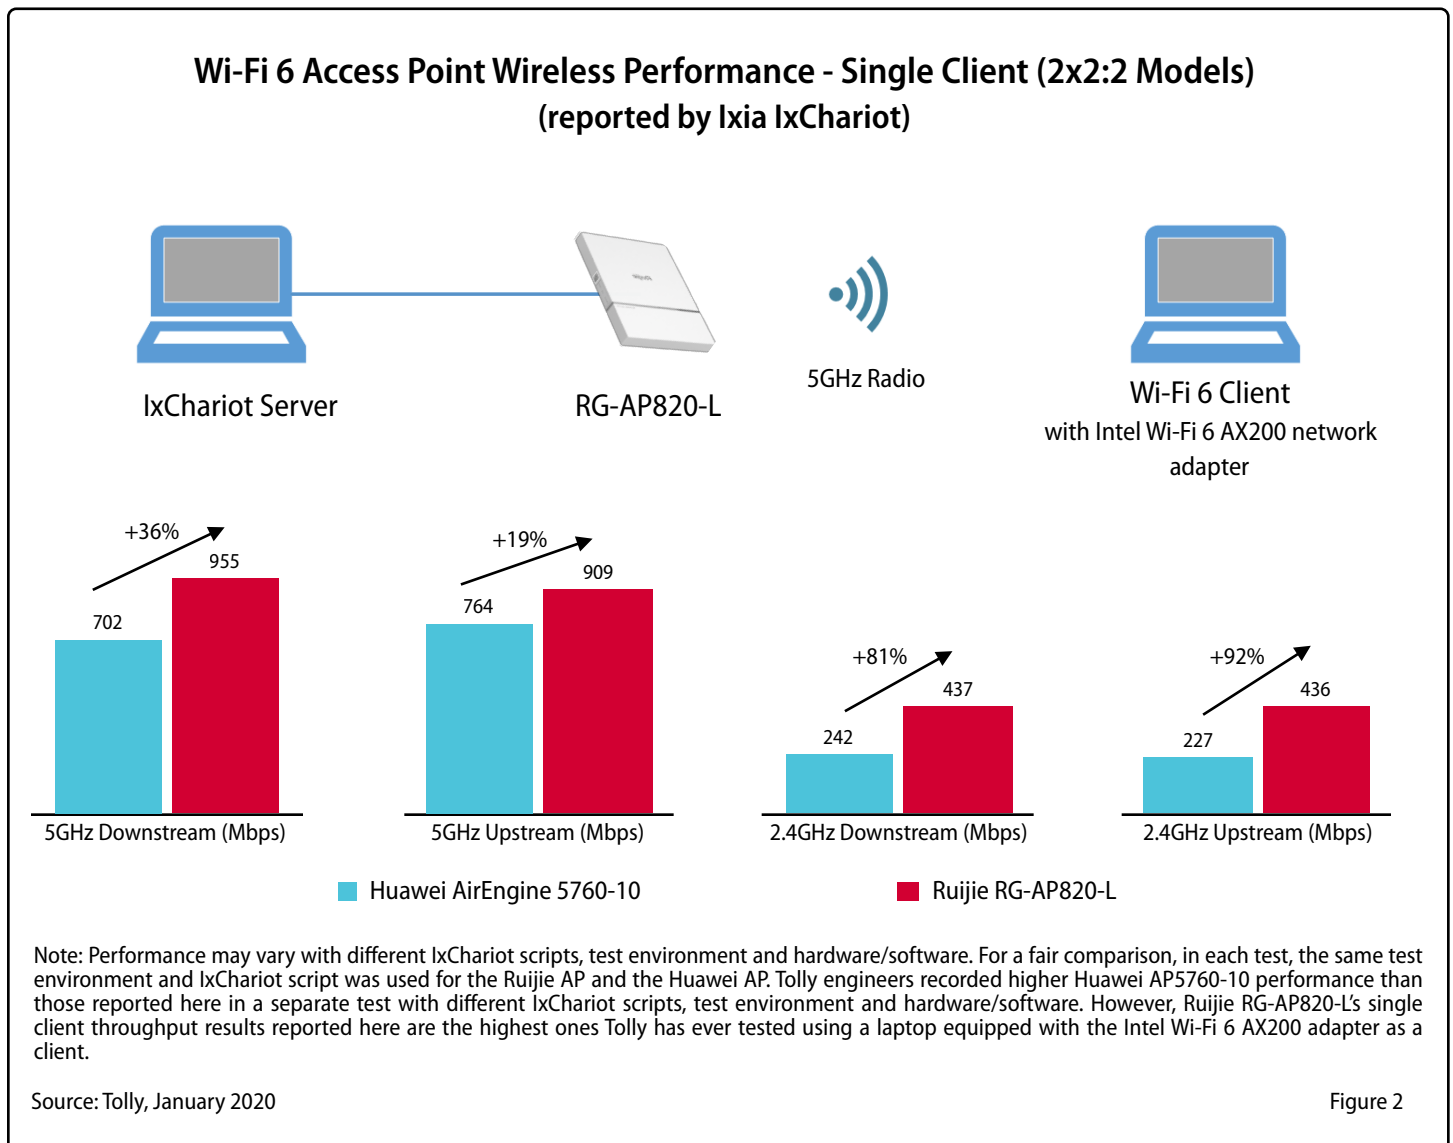 Wi-Fi 6 Access Point Wireless Performance - Single Client (2x2:2 Models)
(reported by Ixia IxChariot)
IxChariot Server
RG-AP820-L
5GHz Radio
Wi-Fi 6 Client
with Intel Wi-Fi 6 AX200 network
adapter
+36%
702
955
5GHz Downstream (Mbps)
+19%
764
909
5GHz Upstream (Mbps)
+81%
242
437
2.4GHz Downstream (Mbps)
+92%
227
436
2.4GHz Upstream (Mbps)
Huawei AirEngine 5760-10
Ruijie RG-AP820-L
Note: Performance may vary with different IxChariot scripts, test environment and hardware/software. For a fair comparison, in each test, the same test
environment and IxChariot script was used for the Ruijie AP and the Huawei AP. Tolly engineers recorded higher Huawei AP5760-10 performance than
those reported here in a separate test with different IxChariot scripts, test environment and hardware/software. However, Ruijie RG-AP820-L's single
client throughput results reported here are the highest ones Tolly has ever tested using a laptop equipped with the Intel Wi-Fi 6 AX200 adapter as a
client.
Source: Tolly, January 2020
Figure 2